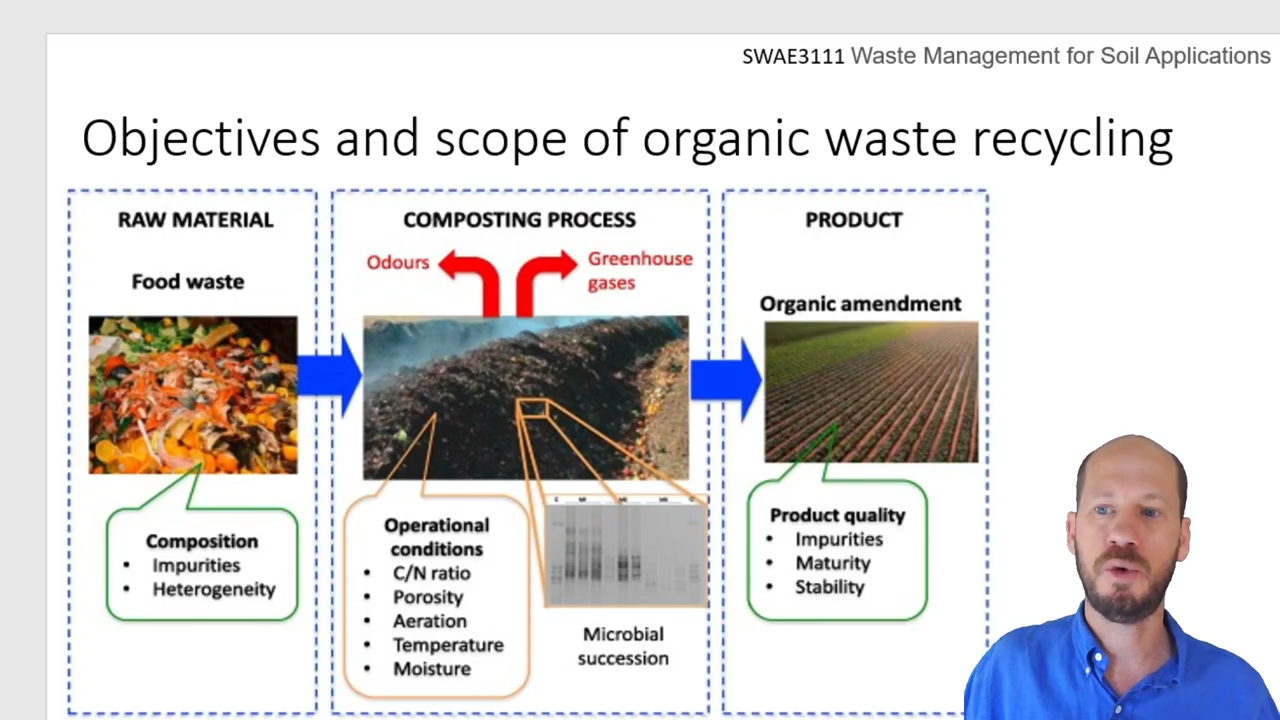 SWAE3111 Waste Management for Soil Applications
Objectives and scope of organic waste recycling
RAW MATERIAL
Food waste
Composition
• Impurities
• Heterogeneity
COMPOSTING PROCESS
Odours
Greenhouse
gases
Operational
conditions
• C/N ratio
• Porosity
• Aeration
• Temperature
• Moisture
Microbial
succession
PRODUCT
Organic amendment
Product quality
• Impurities
• Maturity
• Stability